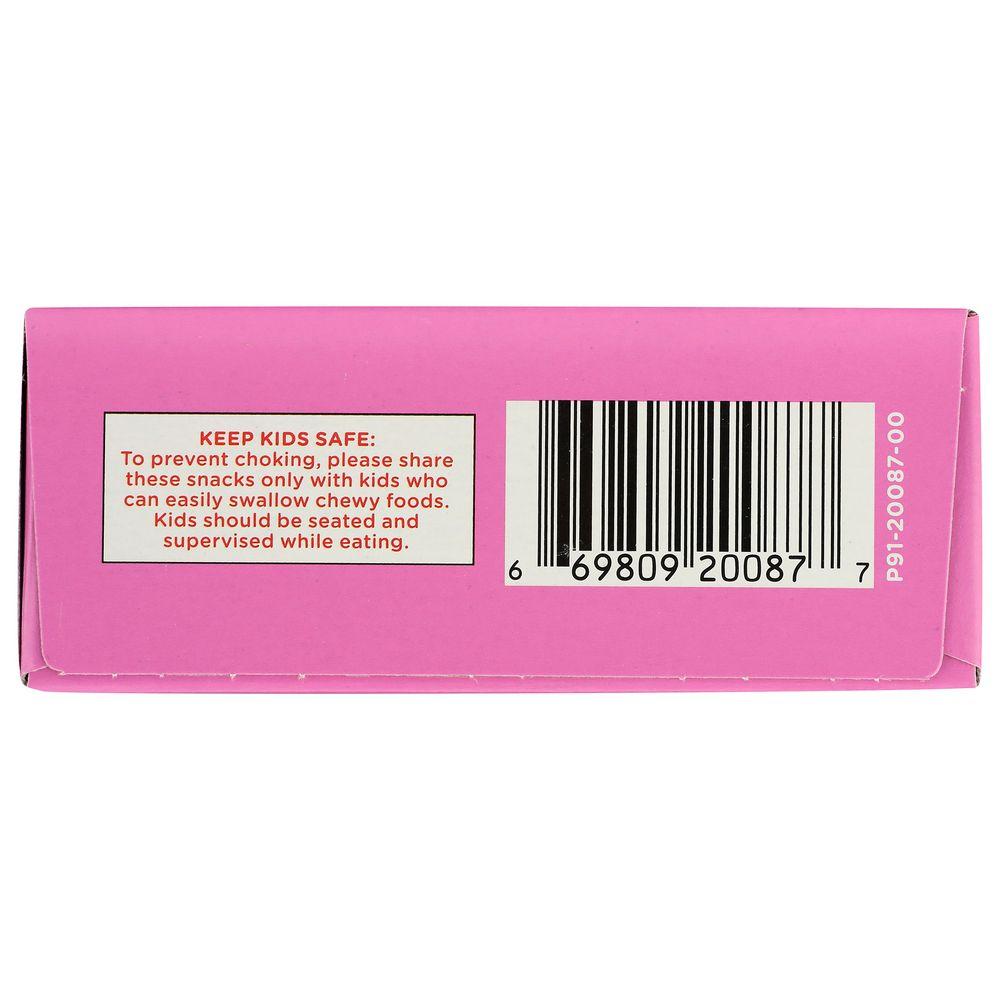 KEEP KIDS SAFE:
To prevent choking, please share
these snacks only with kids who
can easily swallow chewy foods.
Kids should be seated and
supervised while eating.
6 69809 20087 7
P91-20087-00